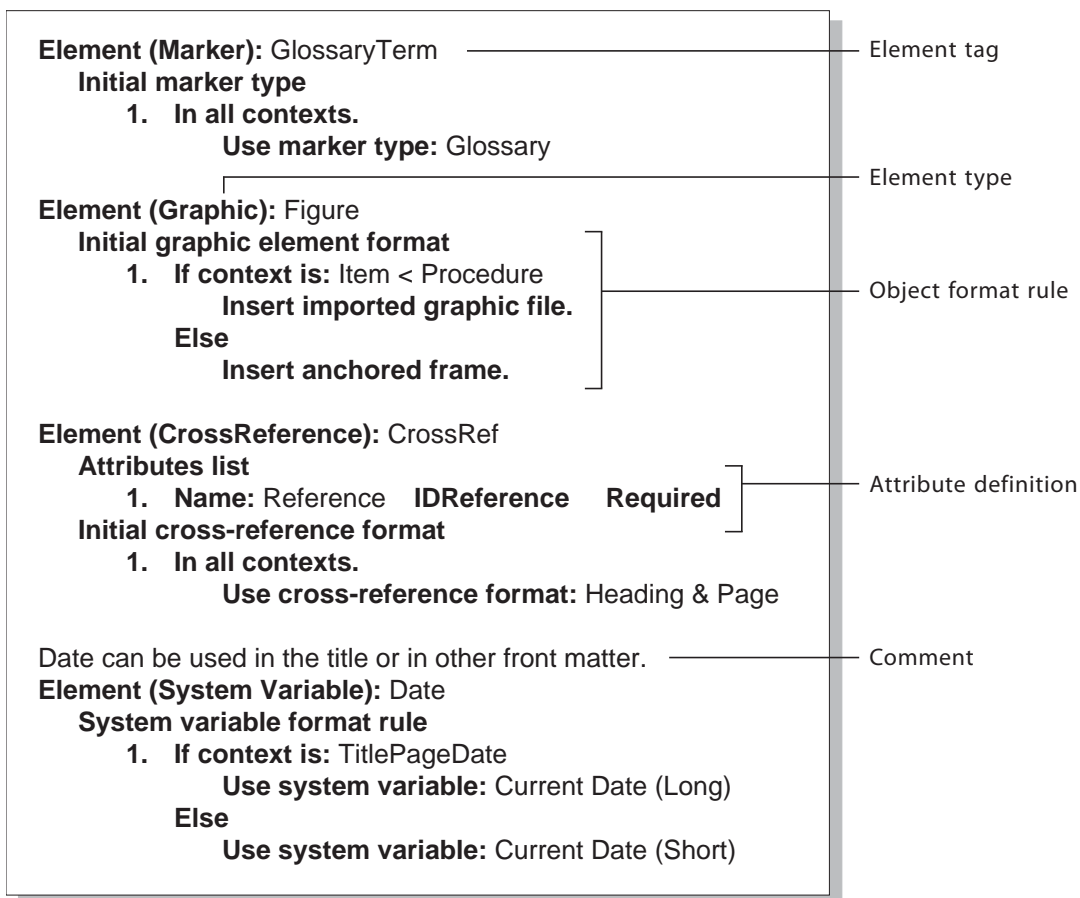 Element (Marker): GlossaryTerm
Element tag
Initial marker type
1. In all contexts.
Use marker type: Glossary
Element type
Element (Graphic): Figure
Initial graphic element format
1. If context is: Item < Procedure
Object format rule
Insert imported graphic file.
Else
Insert anchored frame.
Element (CrossReference): CrossRef
Attributes list
1. Name: Reference IDReference Required
Attribute definition
Initial cross-reference format
1. In all contexts.
Use cross-reference format: Heading & Page
Date can be used in the title or in other front matter.
Comment
Element (System Variable): Date
System variable format rule
1. If context is: TitlePageDate
Use system variable: Current Date (Long)
Else
Use system variable: Current Date (Short)